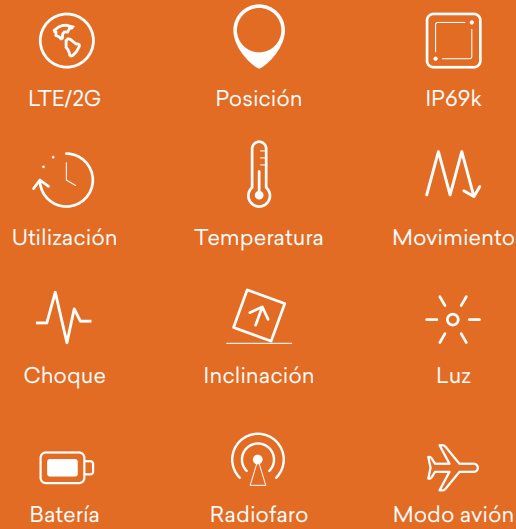 LTE/2G
Posición
IP69k
Utilización
Temperatura
Movimiento
Choque
Inclinación
Luz
Batería
Radiofaro
Modo avión